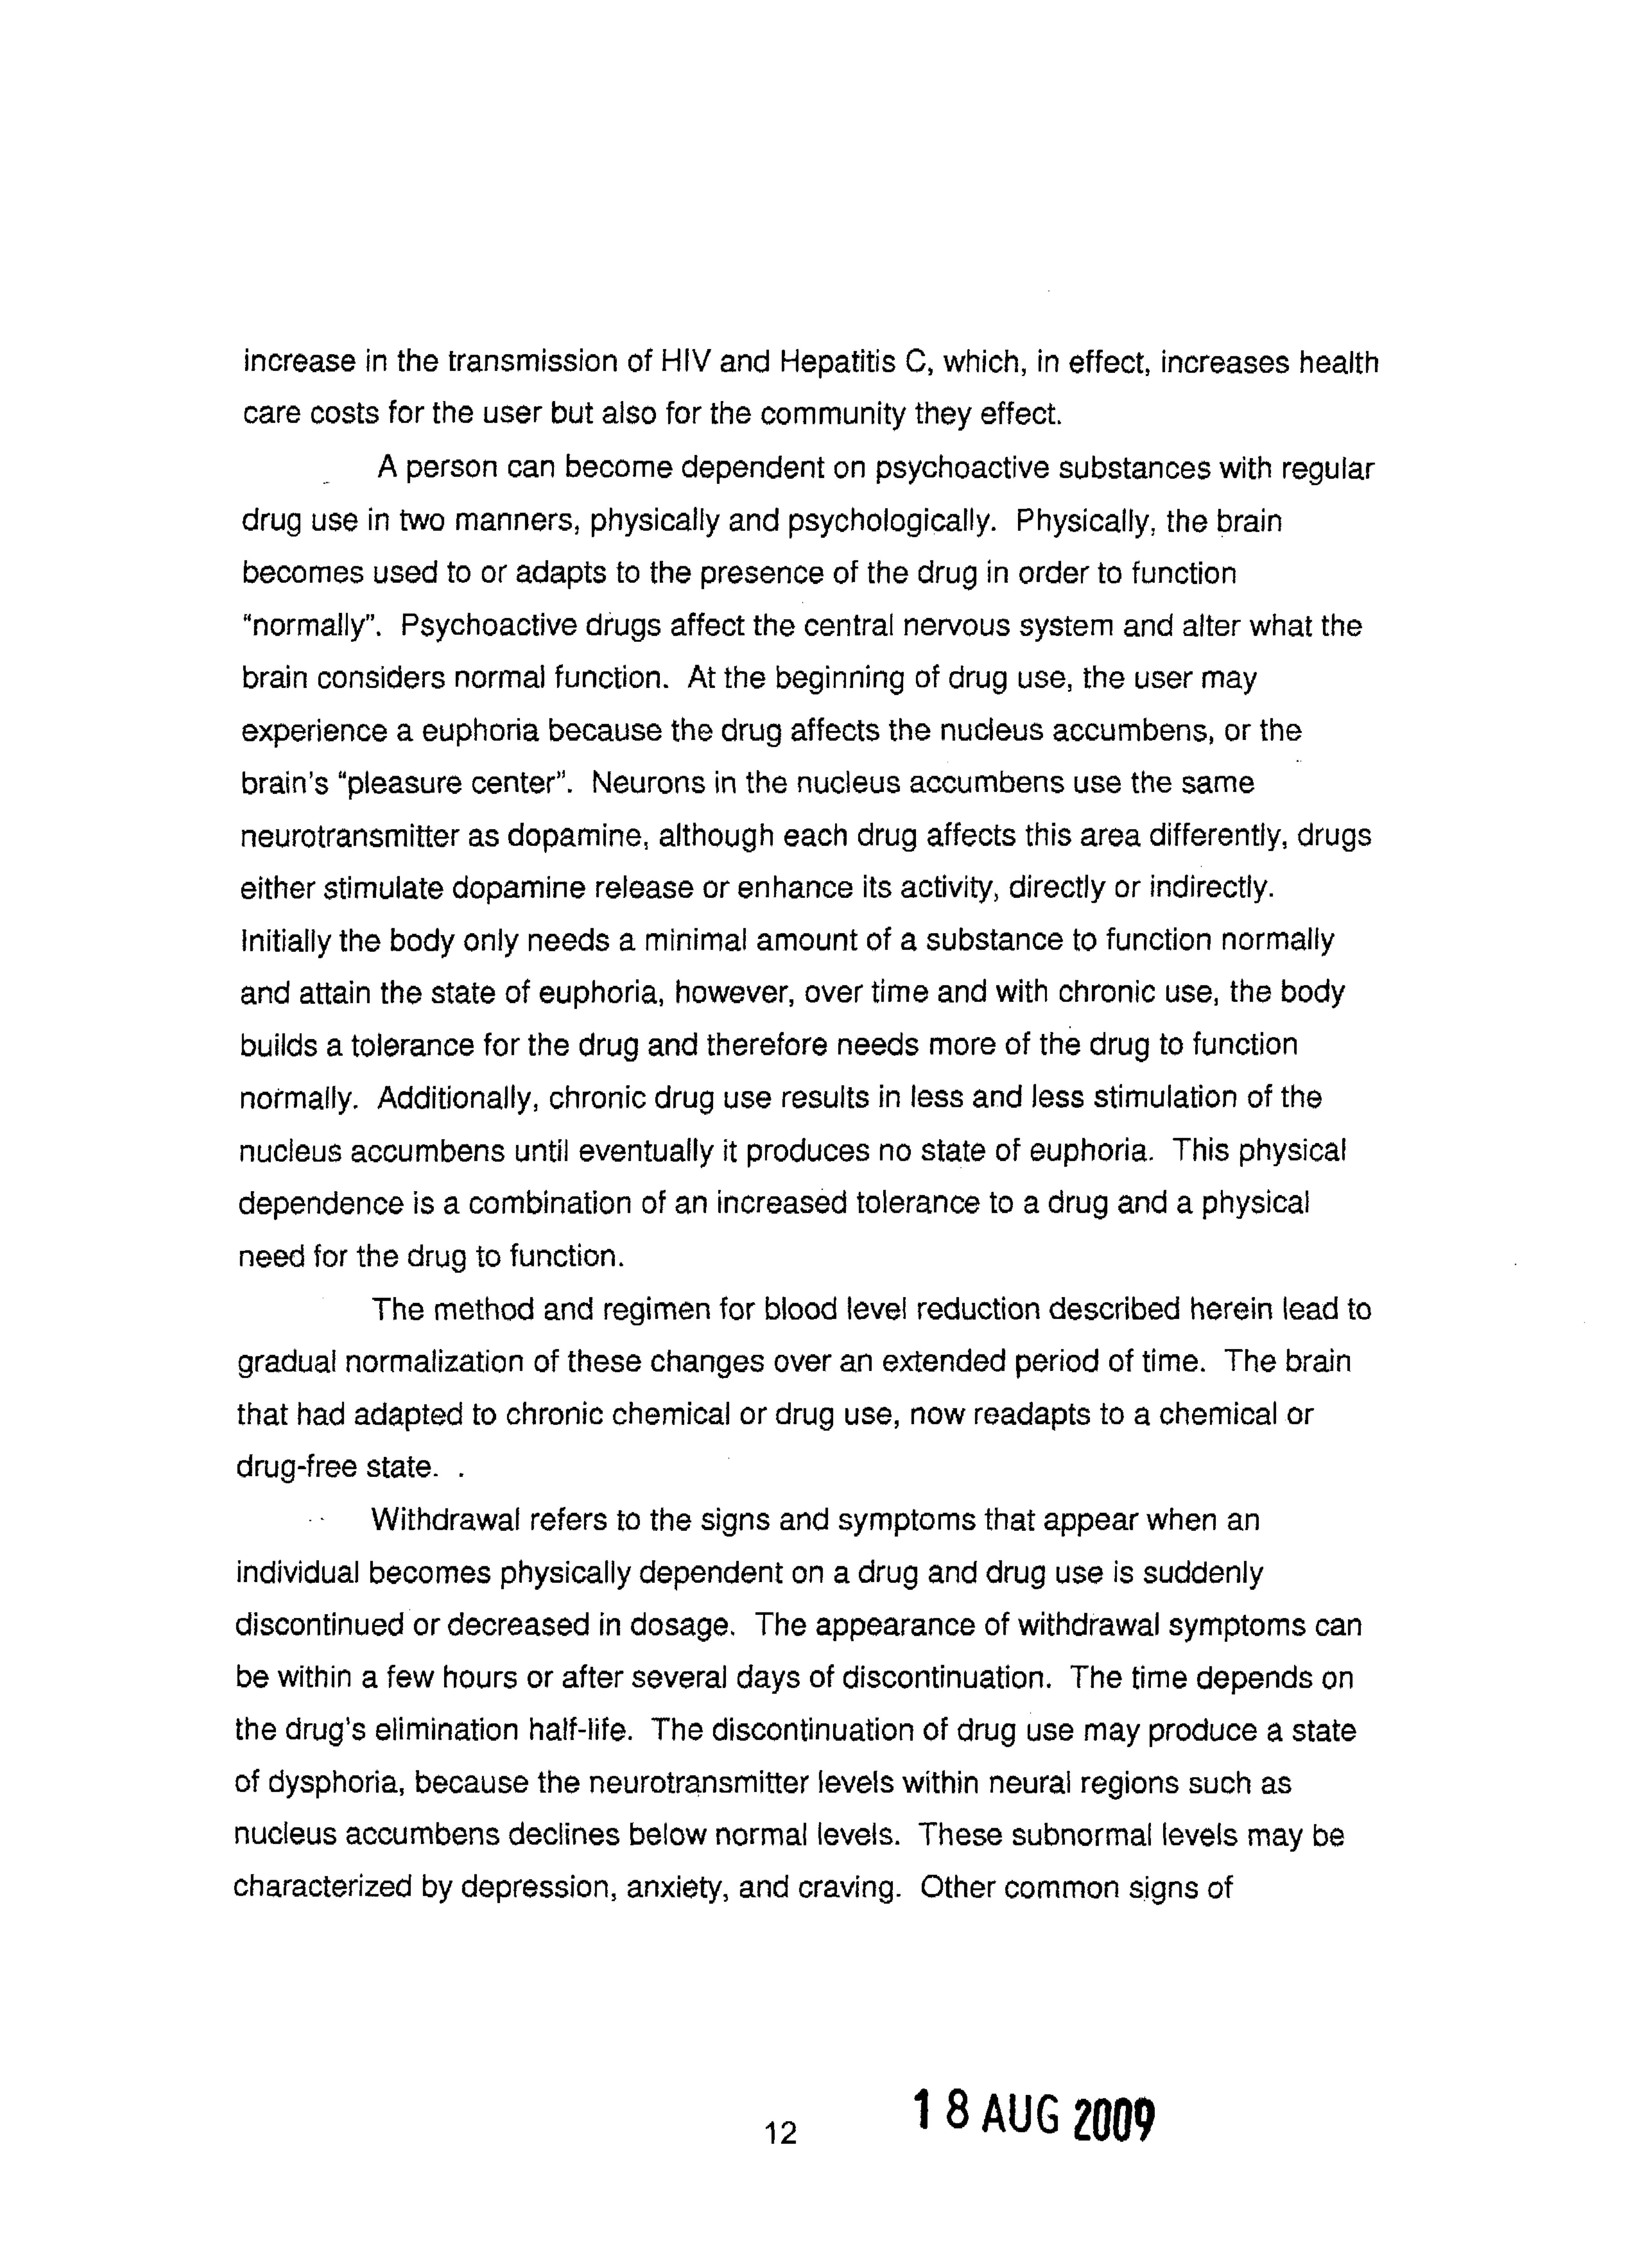 increase in the transmission of HIV and Hepatitis C, which, in effect, increases health
care costs for the user but also for the community they effect.
A person can become dependent on psychoactive substances with regular
drug use in two manners, physically and psychologically. Physically, the brain
becomes used to or adapts to the presence of the drug in order to function
“normally”. Psychoactive drugs affect the central nervous system and alter what the
brain considers normal function. At the beginning of drug use, the user may
experience a euphoria because the drug affects the nucleus accumbens, or the
brain's “pleasure center”. Neurons in the nucleus accumbens use the same
neurotransmitter as dopamine, although each drug affects this area differently, drugs
either stimulate dopamine release or enhance its activity, directly or indirectly.
Initially the body only needs a minimal amount of a substance to function normally
and attain the state of euphoria, however, over time and with chronic use, the body
builds a tolerance for the drug and therefore needs more of the drug to function
normally. Additionally, chronic drug use results in less and less stimulation of the
nucleus accumbens until eventually it produces no state of euphoria. This physical
dependence is a combination of an increased tolerance to a drug and a physical
need for the drug to function.
The method and regimen for blood level reduction described herein lead to
gradual normalization of these changes over an extended period of time. The brain
that had adapted to chronic chemical or drug use, now readapts to a chemical or
drug-free state. .
Withdrawal refers to the signs and symptoms that appear when an
individual becomes physically dependent on a drug and drug use is suddenly
discontinued or decreased in dosage. The appearance of withdrawal symptoms can
be within a few hours or after several days of discontinuation. The time depends on
the drug's elimination half-life. The discontinuation of drug use may produce a state
of dysphoria, because the neurotransmitter levels within neural regions such as
nucleus accumbens declines below normal levels. These subnormal levels may be
characterized by depression, anxiety, and craving. Other common signs of
12
18 AUG 2009